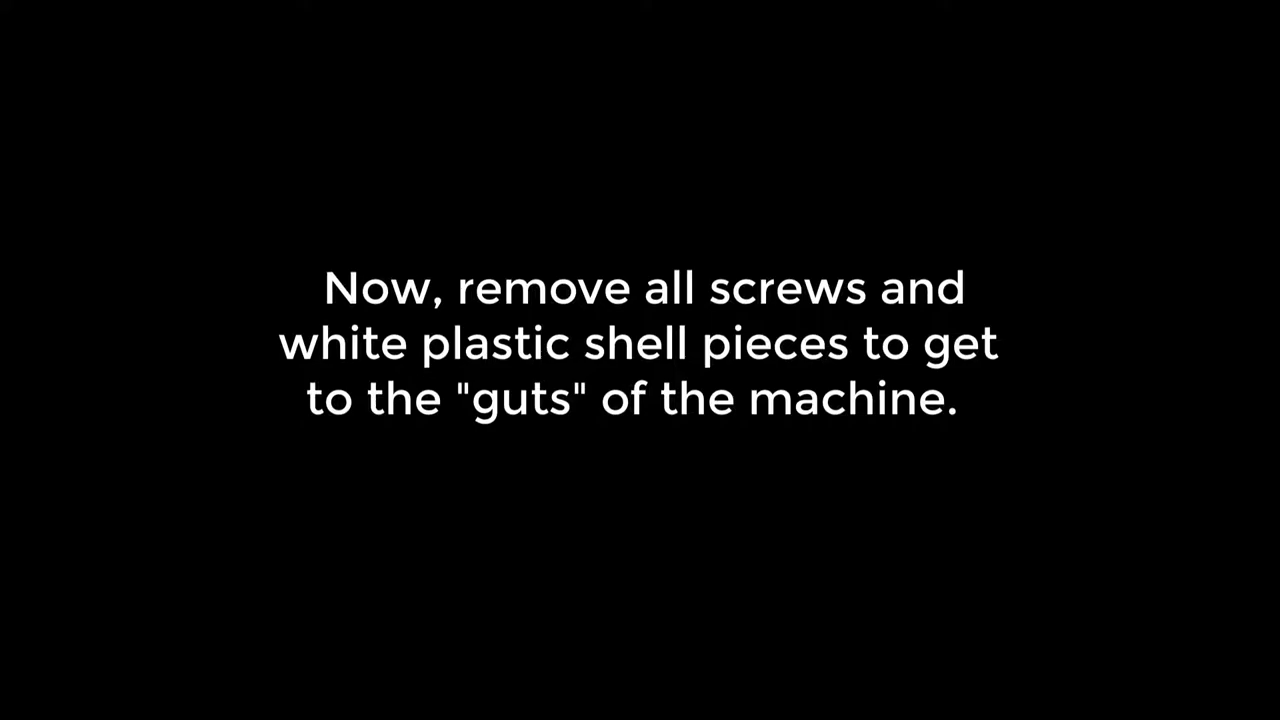 Now, remove all screws and
white plastic shell pieces to get
to the "guts" of the machine.